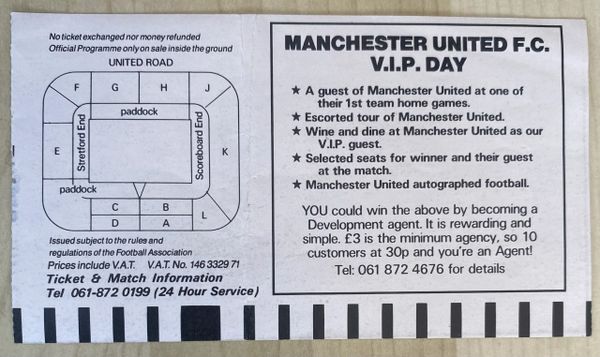 No ticket exchanged nor money refunded
Official Programme only on sale inside the ground
UNITED ROAD
F
G
H
J
paddock
Stretford End
Scoreboard End
E
K
paddock
C
B
D
A
L
Issued subject to the rules and
regulations of the Football Association
Prices include V.A.T. V.A.T. No. 146 3329 71
Ticket & Match Information
Tel 061-872 0199 (24 Hour Service)
MANCHESTER UNITED F.C.
V.I.P. DAY
★ A guest of Manchester United at one of
their 1st team home games.
★ Escorted tour of Manchester United.
★ Wine and dine at Manchester United as our
V.I.P. guest.
★ Selected seats for winner and their guest
at the match.
★ Manchester United autographed football.
YOU could win the above by becoming a
Development agent. It is rewarding and
simple. £3 is the minimum agency, so 10
customers at 30p and you're an Agent!
Tel: 061 872 4676 for details